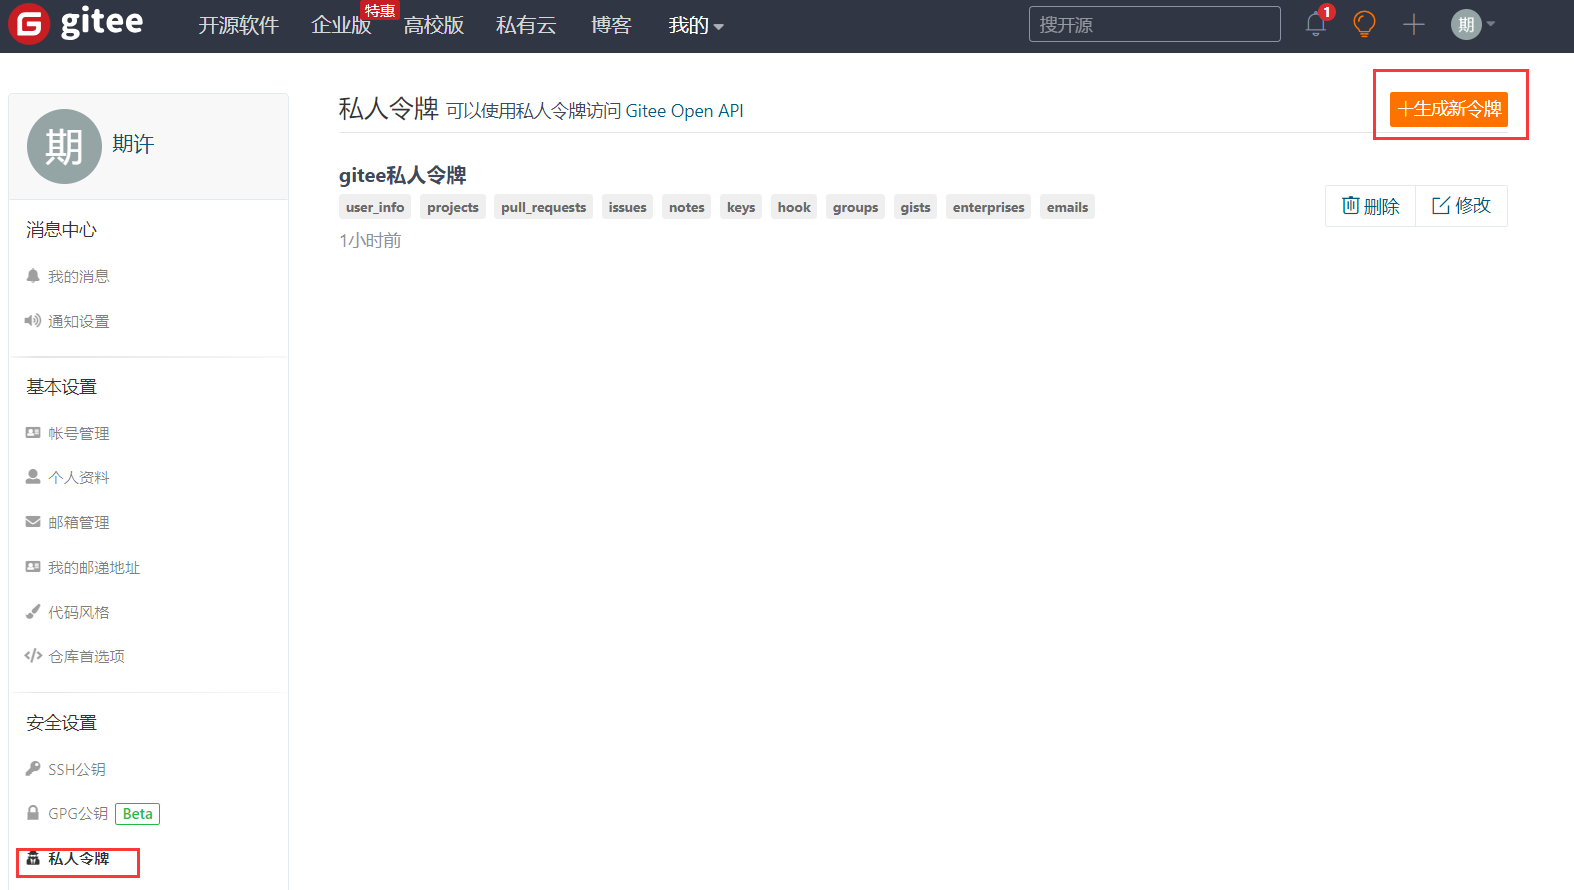 gitee 开源软件 企业版 特惠 高校版 私有云 博客 我的 搜开源 1 期
期 期许
消息中心
我的消息
通知设置
基本设置
帐号管理
个人资料
邮箱管理
我的邮递地址
代码风格
仓库首选项
安全设置
SSH公钥
GPG公钥 Beta
私人令牌
私人令牌 可以使用私人令牌访问 Gitee Open API
+生成新令牌
gitee私人令牌
user_info projects pull_requests issues notes keys hook groups gists enterprises emails
1小时前
删除 修改